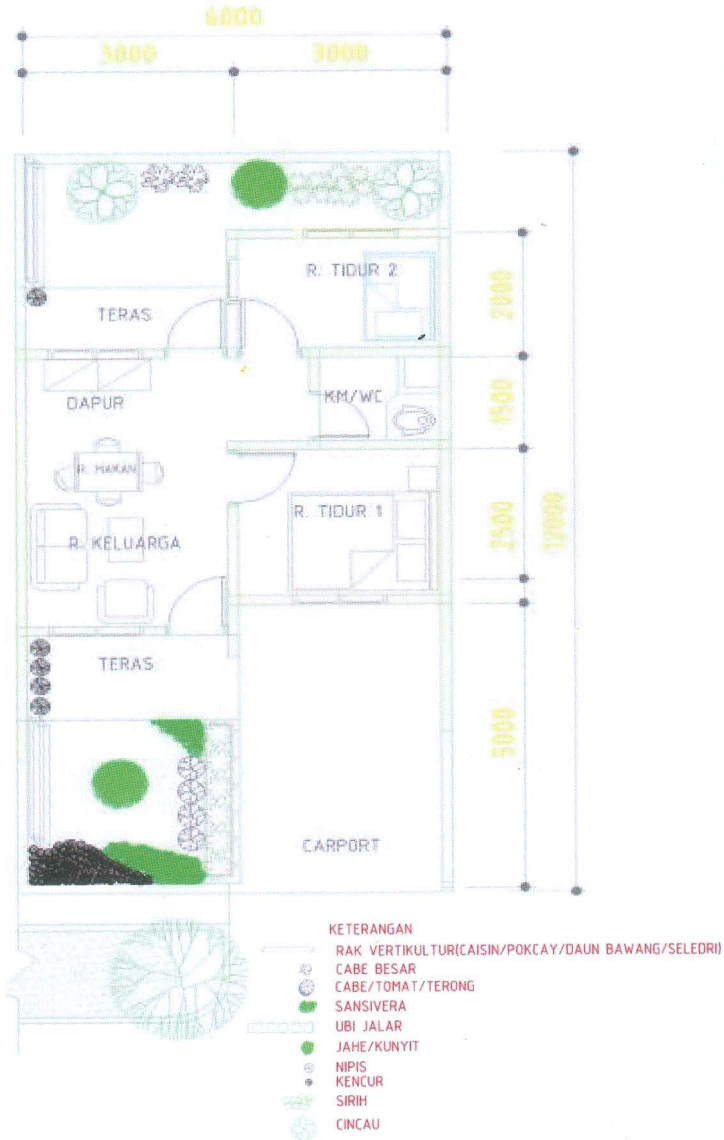 6000
3000 3000
R. TIDUR 2
TERAS
2000
DAPUR
KM/WC
1500
R. MAKAN
R. TIDUR 1
R. KELUARGA
2500
12000
TERAS
5000
CARPORT
KETERANGAN
RAK VERTIKULTUR(CAISIN/POKCAY/DAUN BAWANG/SELEDRI)
CABE BESAR
CABE/TOMAT/TERONG
SANSIVERA
UBI JALAR
JAHE/KUNYIT
NIPIS
KENCUR
SIRIH
CINCAU